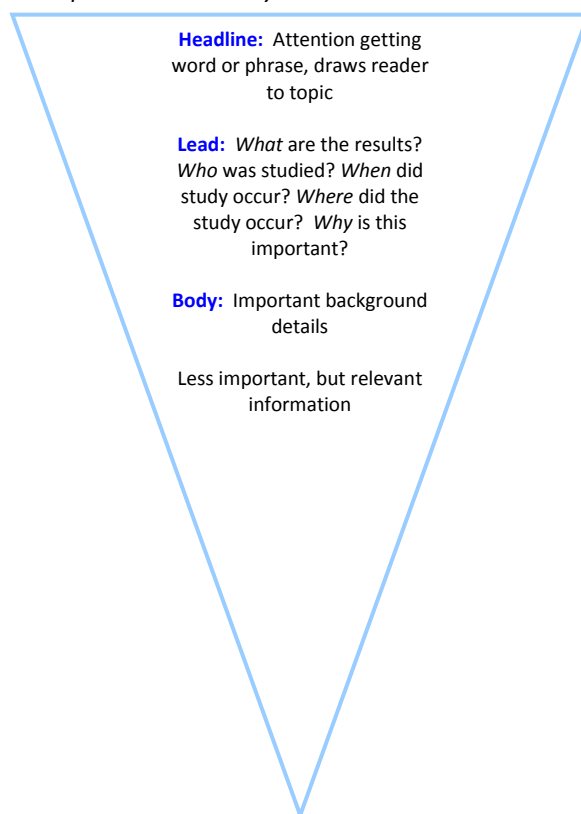 Headline: Attention getting
word or phrase, draws reader
to topic
Lead: What are the results?
Who was studied? When did
study occur? Where did the
study occur? Why is this
important?
Body: Important background
details
Less important, but relevant
information